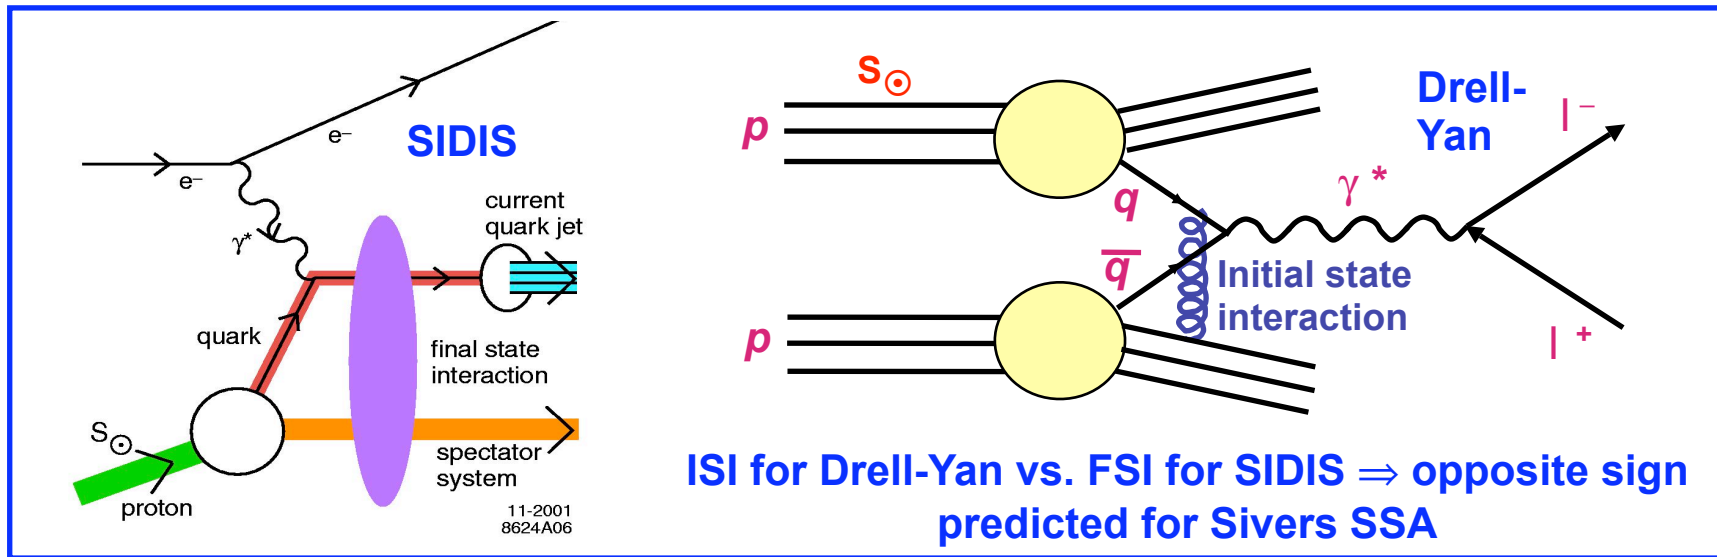 SIDIS
e⁻
e⁻
γ*
current
quark jet
quark
final state
interaction
S⊙
proton
spectator
system
11-2001
8624A06
S⊙
p
p
q
q̅
Drell-
Yan
l⁻
γ*
Initial state
interaction
l⁺
ISI for Drell-Yan vs. FSI for SIDIS ⇒ opposite sign
predicted for Sivers SSA